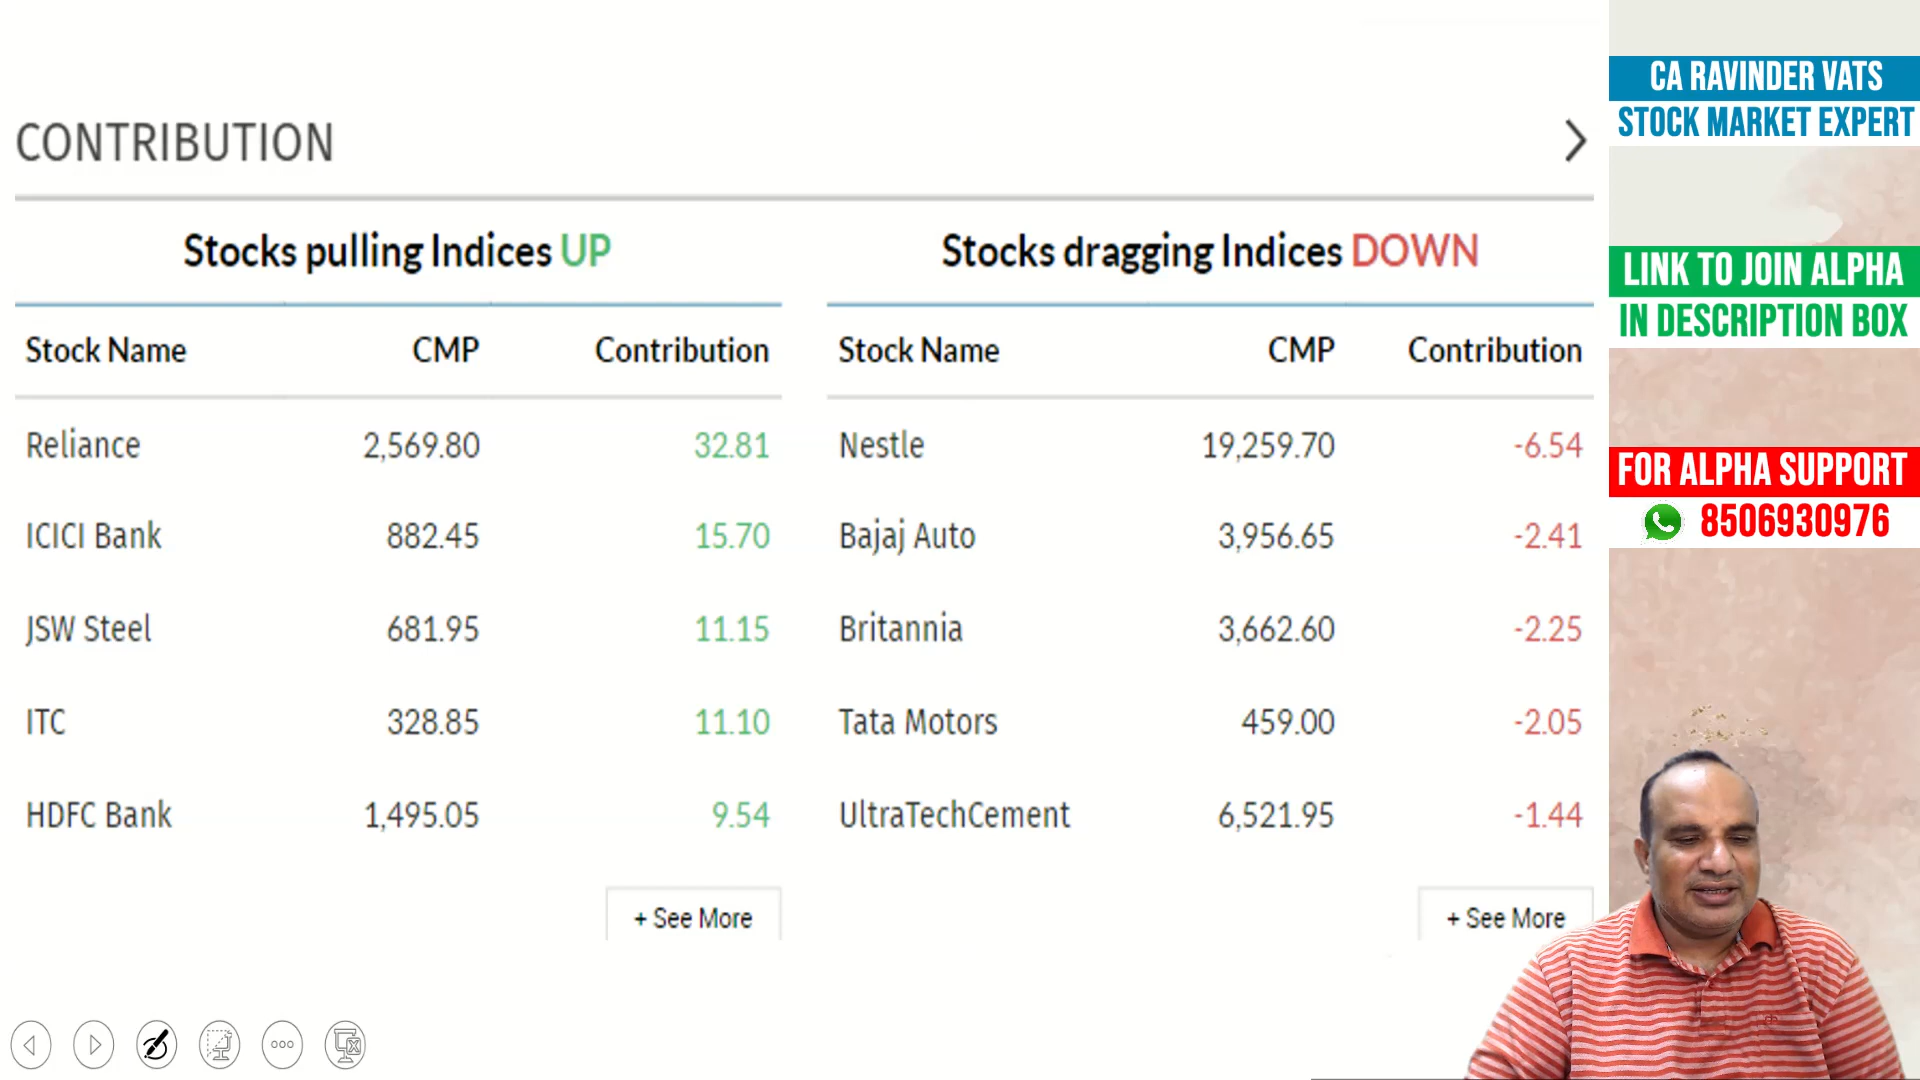 CONTRIBUTION
Stocks pulling Indices UP
Stock Name CMP Contribution
Reliance 2,569.80 32.81
ICICI Bank 882.45 15.70
JSW Steel 681.95 11.15
ITC 328.85 11.10
HDFC Bank 1,495.05 9.54
+ See More
Stocks dragging Indices DOWN
Stock Name CMP Contribution
Nestle 19,259.70 -6.54
Bajaj Auto 3,956.65 -2.41
Britannia 3,662.60 -2.25
Tata Motors 459.00 -2.05
UltraTechCement 6,521.95 -1.44
+ See More
CA RAVINDER VATS
STOCK MARKET EXPERT
LINK TO JOIN ALPHA
IN DESCRIPTION BOX
FOR ALPHA SUPPORT
8506930976